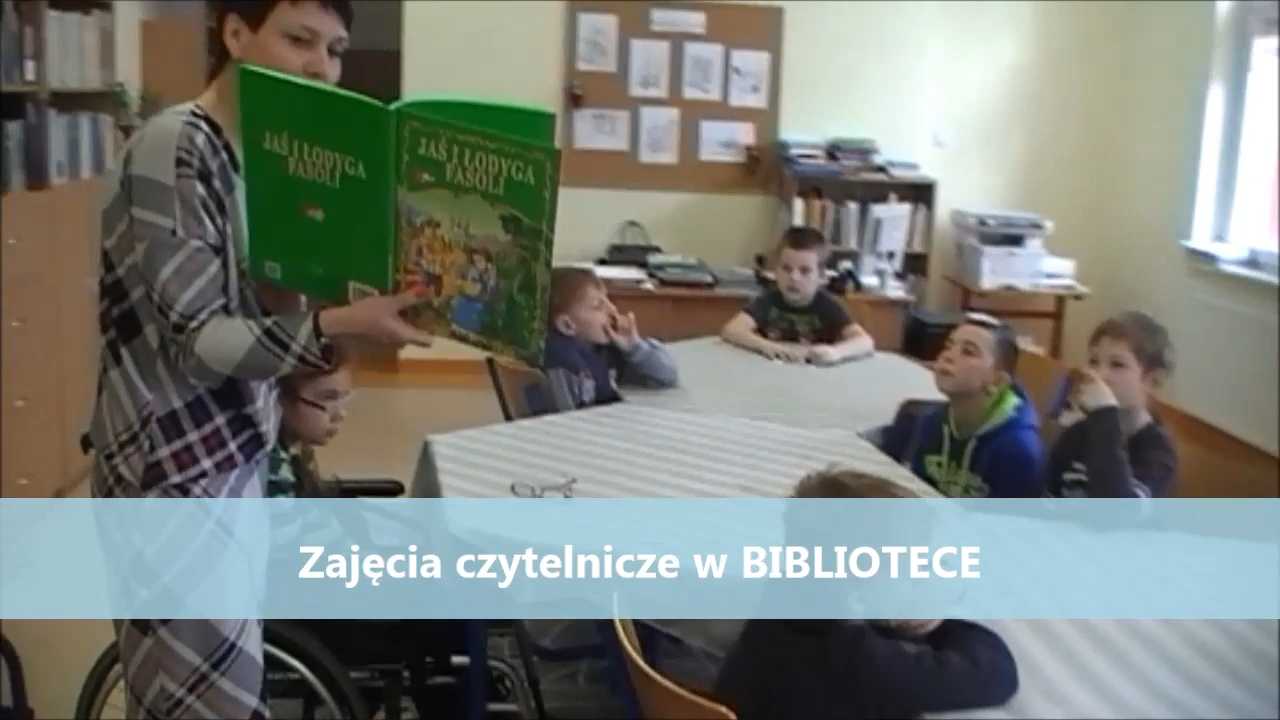 JAŚ I ŁODYGA
FASOLI
JAŚ I ŁODYGA
FASOLI
Zajęcia czytelnicze w BIBLIOTECE